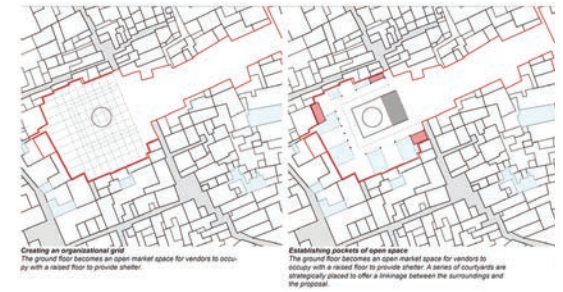 Creating an organizational grid
The ground floor becomes an open market space for vendors to occu-
py with a raised floor to provide shelter.
Establishing pockets of open space
The ground floor becomes an open market space for vendors to
occupy with a raised floor to provide shelter. A series of courtyards are
strategically placed to offer a linkage between the surroundings and
the proposal.